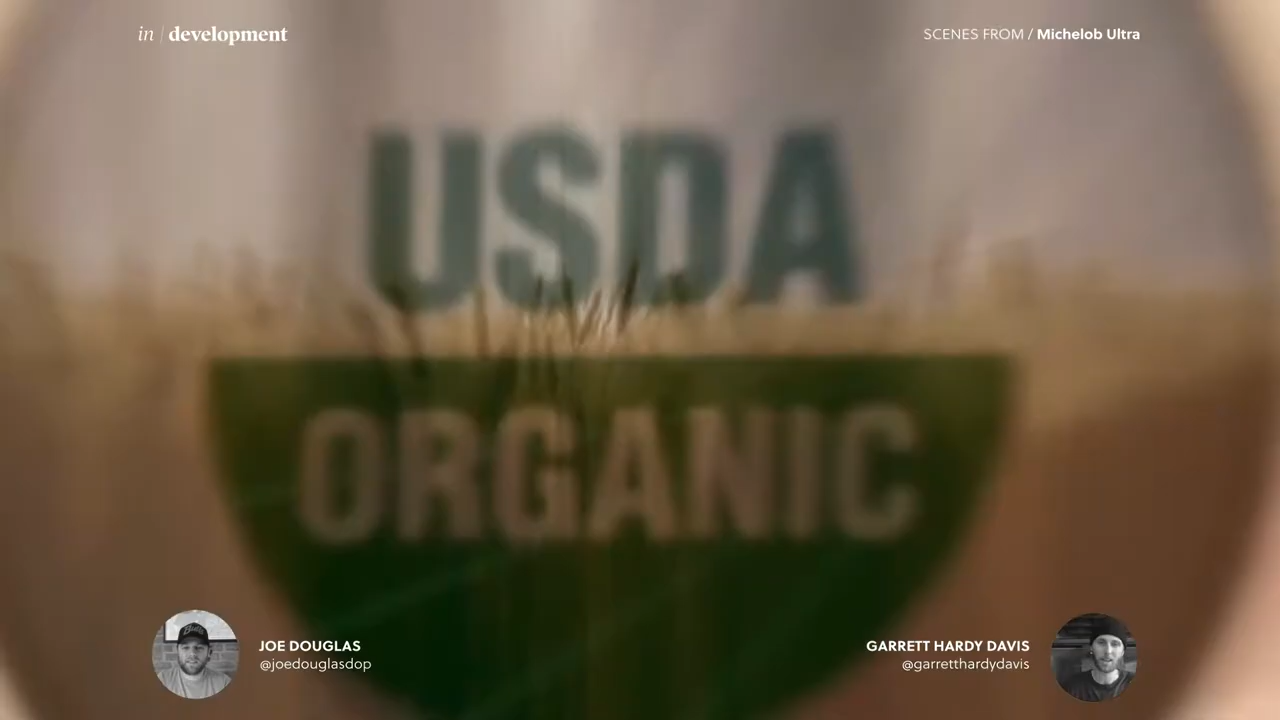 in | development
SCENES FROM / Michelob Ultra
USDA
ORGANIC
JOE DOUGLAS
@joedouglasdop
GARRETT HARDY DAVIS
@garretthardydavis